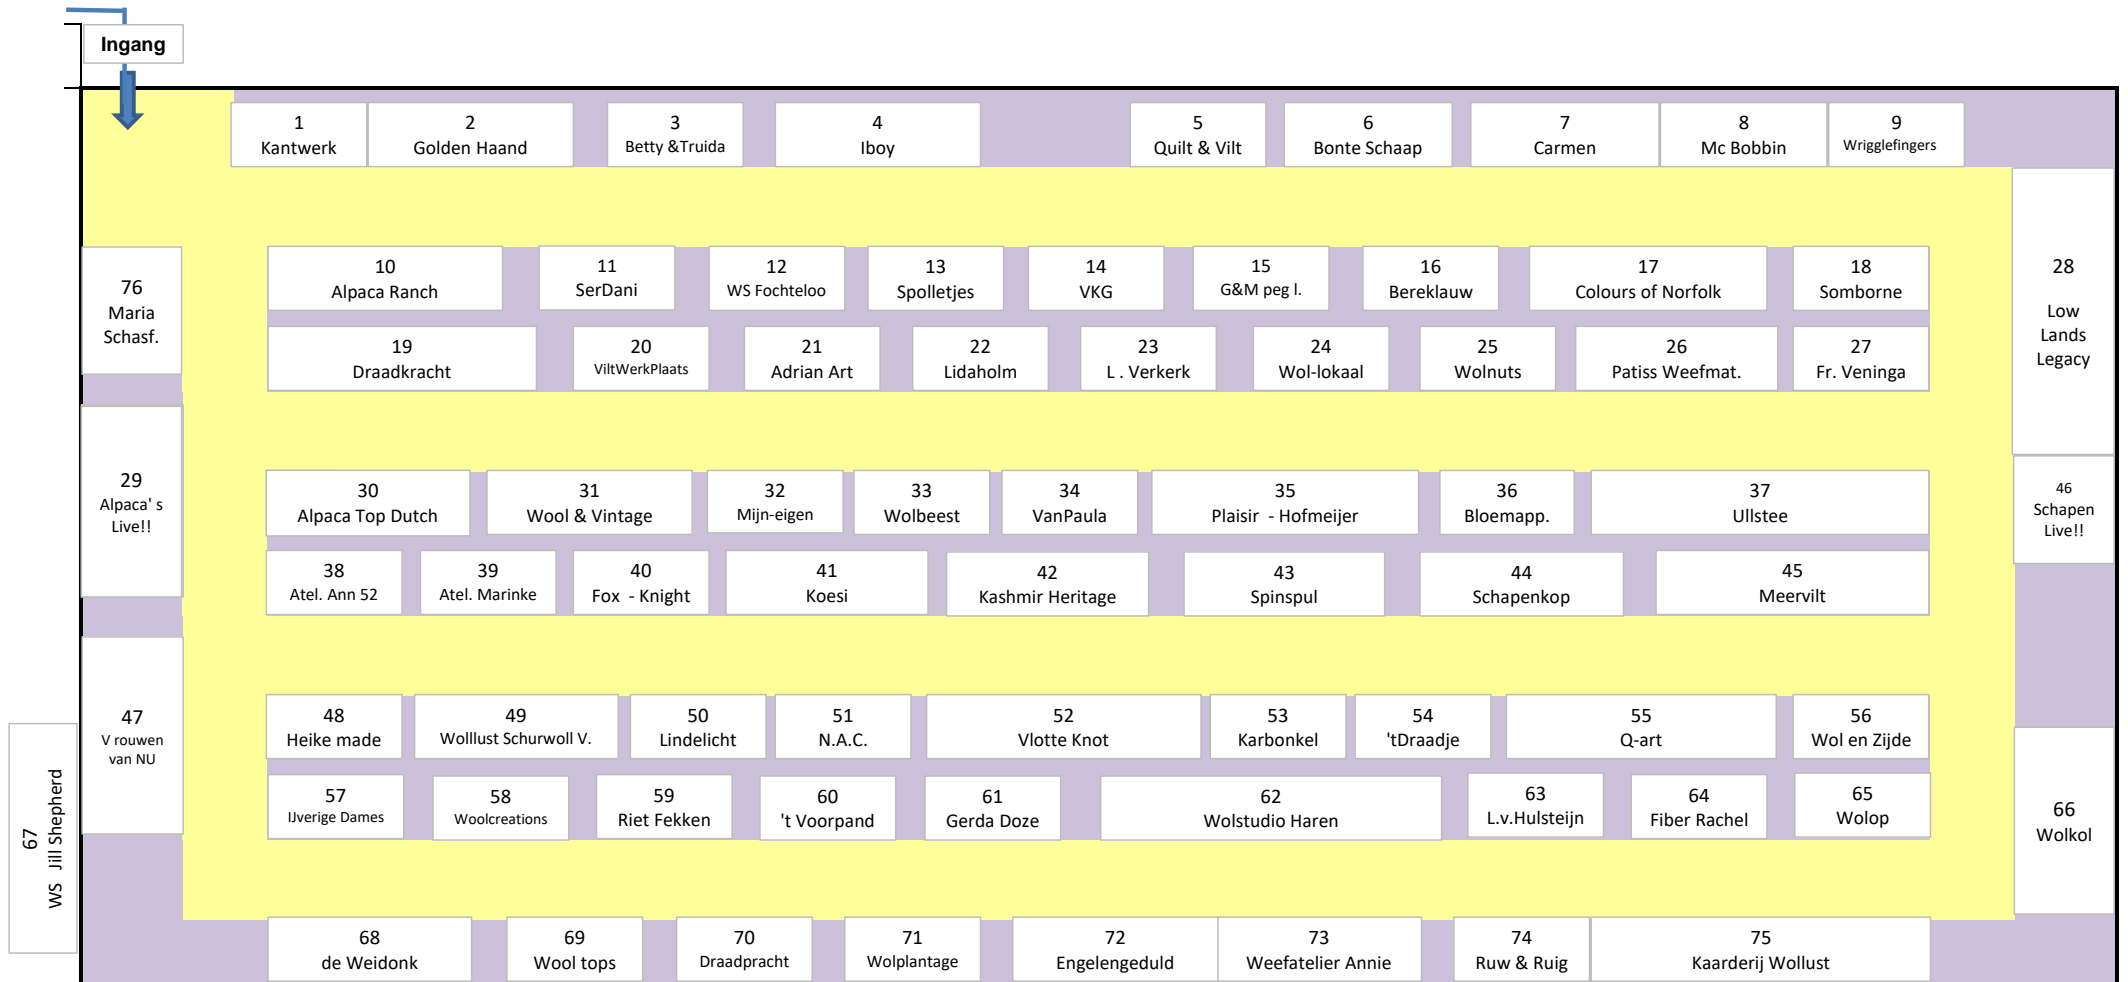 Ingang
1
Kantwerk
2
Golden Haand
3
Betty &Truida
4
Iboy
5
Quilt & Vilt
6
Bonte Schaap
7
Carmen
8
Mc Bobbin
9
Wrigglefingers
76
Maria
Schasf.
10
Alpaca Ranch
11
SerDani
12
WS Fochteloo
13
Spolletjes
14
VKG
15
G&M peg l.
16
Bereklauw
17
Colours of Norfolk
18
Somborne
28
Low
Lands
Legacy
19
Draadkracht
20
ViltWerkPlaats
21
Adrian Art
22
Lidaholm
23
L . Verkerk
24
Wol-lokaal
25
Wolnuts
26
Patiss Weefmat.
27
Fr. Veninga
29
Alpaca' s
Live!!
30
Alpaca Top Dutch
31
Wool & Vintage
32
Mijn-eigen
33
Wolbeest
34
VanPaula
35
Plaisir - Hofmeijer
36
Bloemapp.
37
Ullstee
46
Schapen
Live!!
38
Atel. Ann 52
39
Atel. Marinke
40
Fox - Knight
41
Koesi
42
Kashmir Heritage
43
Spinspul
44
Schapenkop
45
Meervilt
47
V rouwen
van NU
48
Heike made
49
Wolllust Schurwoll V.
50
Lindelicht
51
N.A.C.
52
Vlotte Knot
53
Karbonkel
54
'tDraadje
55
Q-art
56
Wol en Zijde
57
IJverige Dames
58
Woolcreations
59
Riet Fekken
60
't Voorpand
61
Gerda Doze
62
Wolstudio Haren
63
L.v.Hulsteijn
64
Fiber Rachel
65
Wolop
66
Wolkol
67
WS Jill Shepherd
68
de Weidonk
69
Wool tops
70
Draadpracht
71
Wolplantage
72
Engelengeduld
73
Weefatelier Annie
74
Ruw & Ruig
75
Kaarderij Wollust